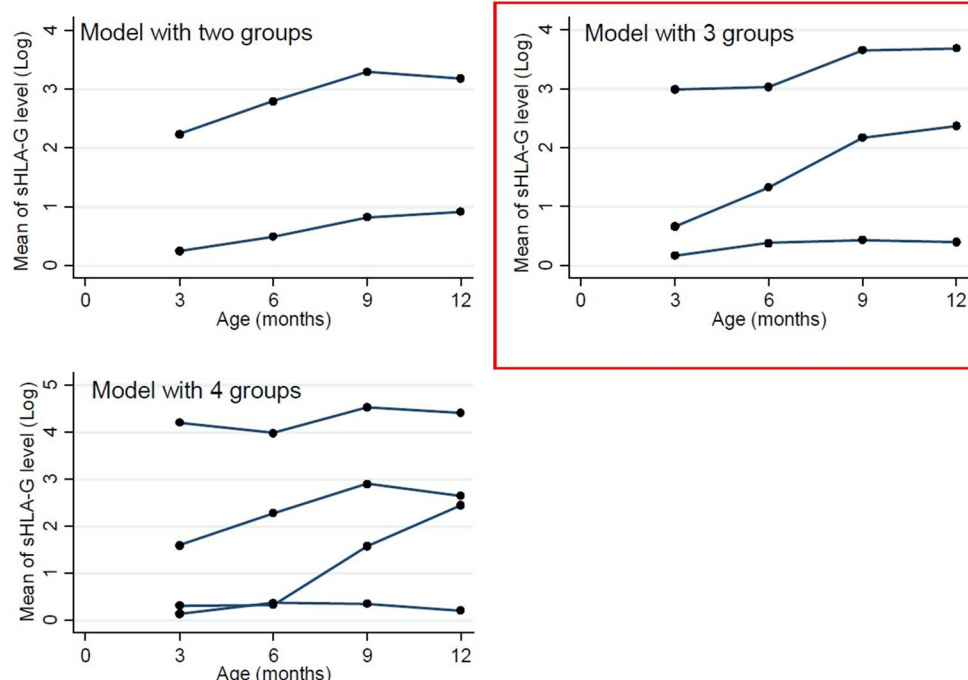 Model with two groups
Mean of sHLA-G level (Log)
4
3
2
1
0
0 3 6 9 12
Age (months)
Model with 3 groups
Mean of sHLA-G level (Log)
4
3
2
1
0
0 3 6 9 12
Age (months)
Model with 4 groups
Mean of sHLA-G level (Log)
5
4
3
2
1
0
0 3 6 9 12
Age (months)